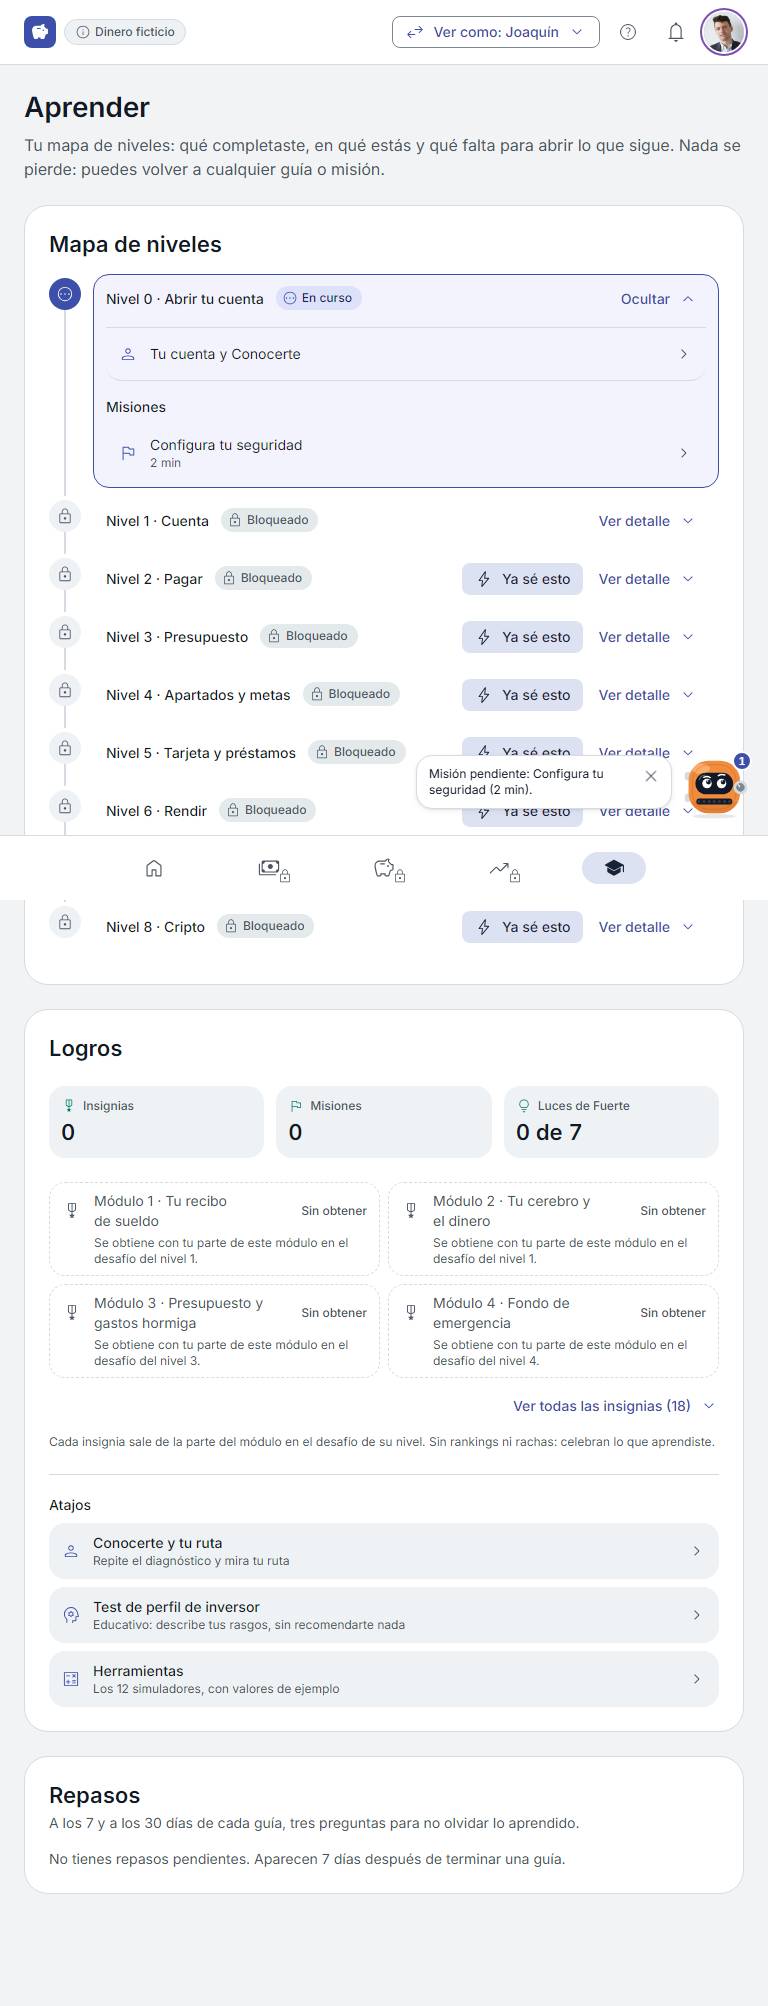 Dinero ficticio
Ver como: Joaquín
Aprender
Tu mapa de niveles: qué completaste, en qué estás y qué falta para abrir lo que sigue. Nada se
pierde: puedes volver a cualquier guía o misión.
Mapa de niveles
Nivel 0 · Abrir tu cuenta
En curso
Ocultar
Tu cuenta y Conocerte
Misiones
Configura tu seguridad
2 min
Nivel 1 · Cuenta
Bloqueado
Ver detalle
Nivel 2 · Pagar
Bloqueado
Ya sé esto
Ver detalle
Nivel 3 · Presupuesto
Bloqueado
Ya sé esto
Ver detalle
Nivel 4 · Apartados y metas
Bloqueado
Ya sé esto
Ver detalle
Nivel 5 · Tarjeta y préstamos
Bloqueado
Ya sé esto
Ver detalle
Misión pendiente: Configura tu
seguridad (2 min).
1
Nivel 6 · Rendir
Bloqueado
Ya sé esto
Ver detalle
Nivel 8 · Cripto
Bloqueado
Ya sé esto
Ver detalle
Logros
Insignias
0
Misiones
0
Luces de Fuerte
0 de 7
Módulo 1 · Tu recibo
de sueldo
Sin obtener
Se obtiene con tu parte de este módulo en el
desafío del nivel 1.
Módulo 2 · Tu cerebro y
el dinero
Sin obtener
Se obtiene con tu parte de este módulo en el
desafío del nivel 1.
Módulo 3 · Presupuesto y
gastos hormiga
Sin obtener
Se obtiene con tu parte de este módulo en el
desafío del nivel 3.
Módulo 4 · Fondo de
emergencia
Sin obtener
Se obtiene con tu parte de este módulo en el
desafío del nivel 4.
Ver todas las insignias (18)
Cada insignia sale de la parte del módulo en el desafío de su nivel. Sin rankings ni rachas: celebran lo que aprendiste.
Atajos
Conocerte y tu ruta
Repite el diagnóstico y mira tu ruta
Test de perfil de inversor
Educativo: describe tus rasgos, sin recomendarte nada
Herramientas
Los 12 simuladores, con valores de ejemplo
Repasos
A los 7 y a los 30 días de cada guía, tres preguntas para no olvidar lo aprendido.
No tienes repasos pendientes. Aparecen 7 días después de terminar una guía.